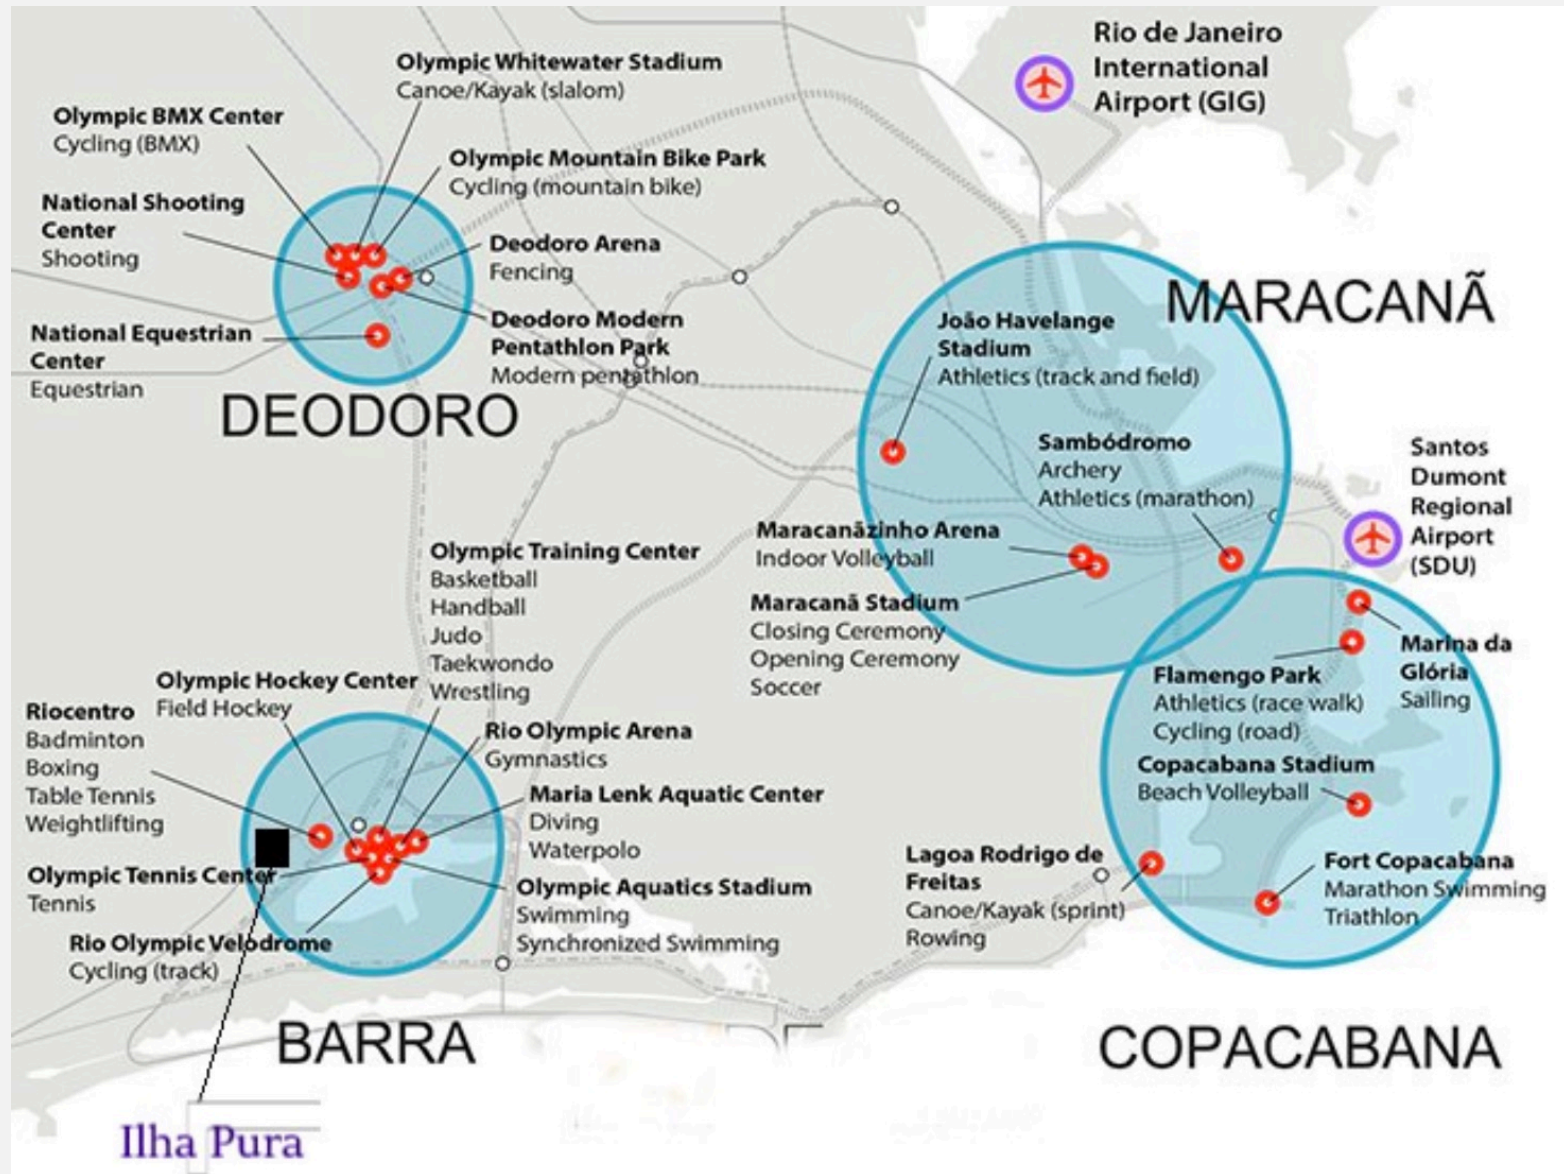 Rio de Janeiro
International
Airport (GIG)
Olympic Whitewater Stadium
Canoe/Kayak (slalom)
Olympic BMX Center
Cycling (BMX)
Olympic Mountain Bike Park
Cycling (mountain bike)
National Shooting
Center
Shooting
Deodoro Arena
Fencing
National Equestrian
Center
Equestrian
Deodoro Modern
Pentathlon Park
Modern pentathlon
DEODORO
MARACANÃ
João Havelange
Stadium
Athletics (track and field)
Sambódromo
Archery
Athletics (marathon)
Santos
Dumont
Regional
Airport
(SDU)
Maracanãzinho Arena
Indoor Volleyball
Maracanã Stadium
Closing Ceremony
Opening Ceremony
Soccer
Olympic Training Center
Basketball
Handball
Judo
Taekwondo
Wrestling
Olympic Hockey Center
Field Hockey
Riocentro
Badminton
Boxing
Table Tennis
Weightlifting
Rio Olympic Arena
Gymnastics
Maria Lenk Aquatic Center
Diving
Waterpolo
Olympic Tennis Center
Tennis
Olympic Aquatics Stadium
Swimming
Synchronized Swimming
Rio Olympic Velodrome
Cycling (track)
BARRA
Marina da
Glória
Sailing
Flamengo Park
Athletics (race walk)
Cycling (road)
Copacabana Stadium
Beach Volleyball
Lagoa Rodrigo de
Freitas
Canoe/Kayak (sprint)
Rowing
Fort Copacabana
Marathon Swimming
Triathlon
COPACABANA
Ilha Pura